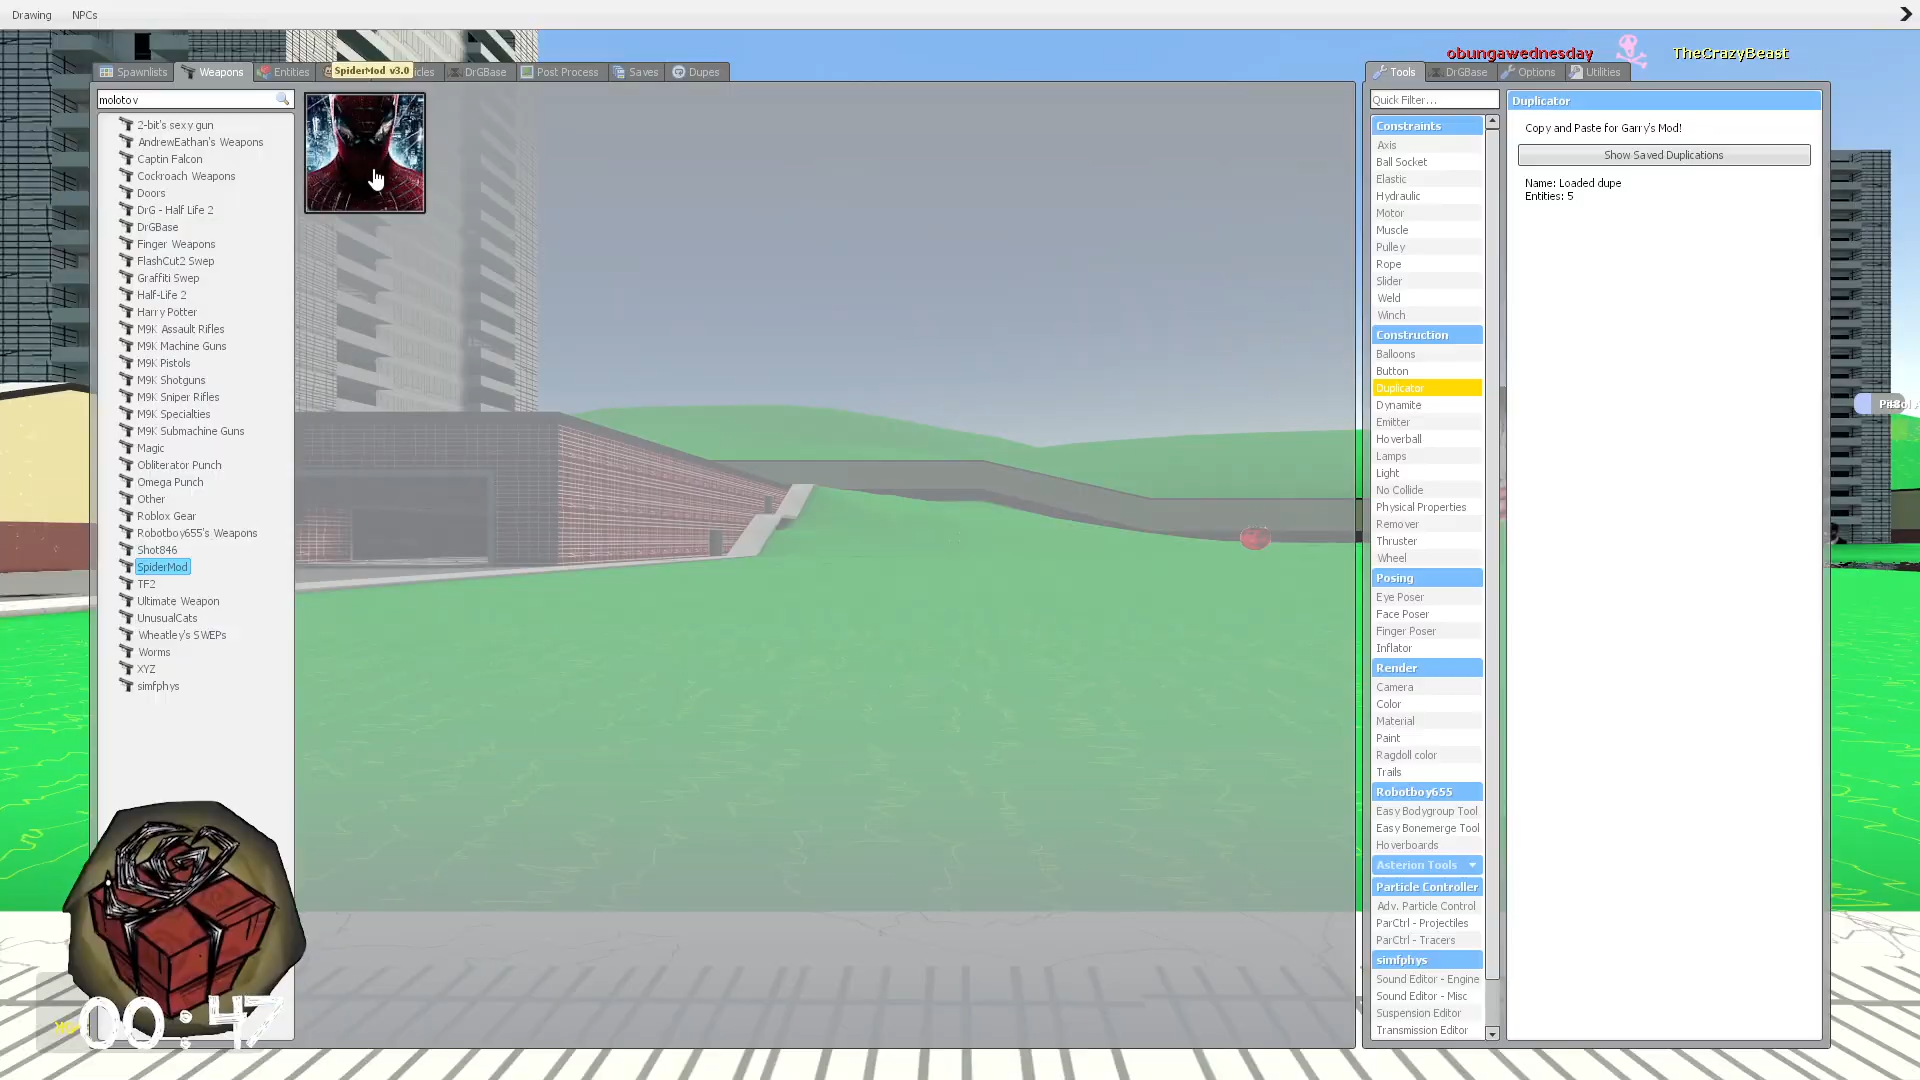 Drawing NPCs
obungawednesday TheCrazyBeast
Spawnlists Weapons Entities SpiderMod v3.0 cles DrGBase Post Process Saves Dupes
Tools DrGBase Options Utilities
molotov
2-bit's sexy gun
AndrewEathan's Weapons
Captin Falcon
Cockroach Weapons
Doors
DrG - Half Life 2
DrGBase
Finger Weapons
FlashCut2 Swep
Graffiti Swep
Half-Life 2
Harry Potter
M9K Assault Rifles
M9K Machine Guns
M9K Pistols
M9K Shotguns
M9K Sniper Rifles
M9K Specialties
M9K Submachine Guns
Magic
Obliterator Punch
Omega Punch
Other
Roblox Gear
Robotboy655's Weapons
Shot846
SpiderMod
TF2
Ultimate Weapon
UnusualCats
Wheatley's SWEPs
Worms
XYZ
simfphys
00:47
Quick Filter...
Constraints
Axis
Ball Socket
Elastic
Hydraulic
Motor
Muscle
Pulley
Rope
Slider
Weld
Winch
Construction
Balloons
Button
Duplicator
Dynamite
Emitter
Hoverball
Lamps
Light
No Collide
Physical Properties
Remover
Thruster
Wheel
Posing
Eye Poser
Face Poser
Finger Poser
Inflator
Render
Camera
Color
Material
Paint
Ragdoll color
Trails
Robotboy655
Easy Bodygroup Tool
Easy Bonemerge Tool
Hoverboards
Asterion Tools
Particle Controller
Adv. Particle Control
ParCtrl - Projectiles
ParCtrl - Tracers
simfphys
Sound Editor - Engine
Sound Editor - Misc
Suspension Editor
Transmission Editor
Duplicator
Copy and Paste for Garry's Mod!
Show Saved Duplications
Name: Loaded dupe
Entities: 5